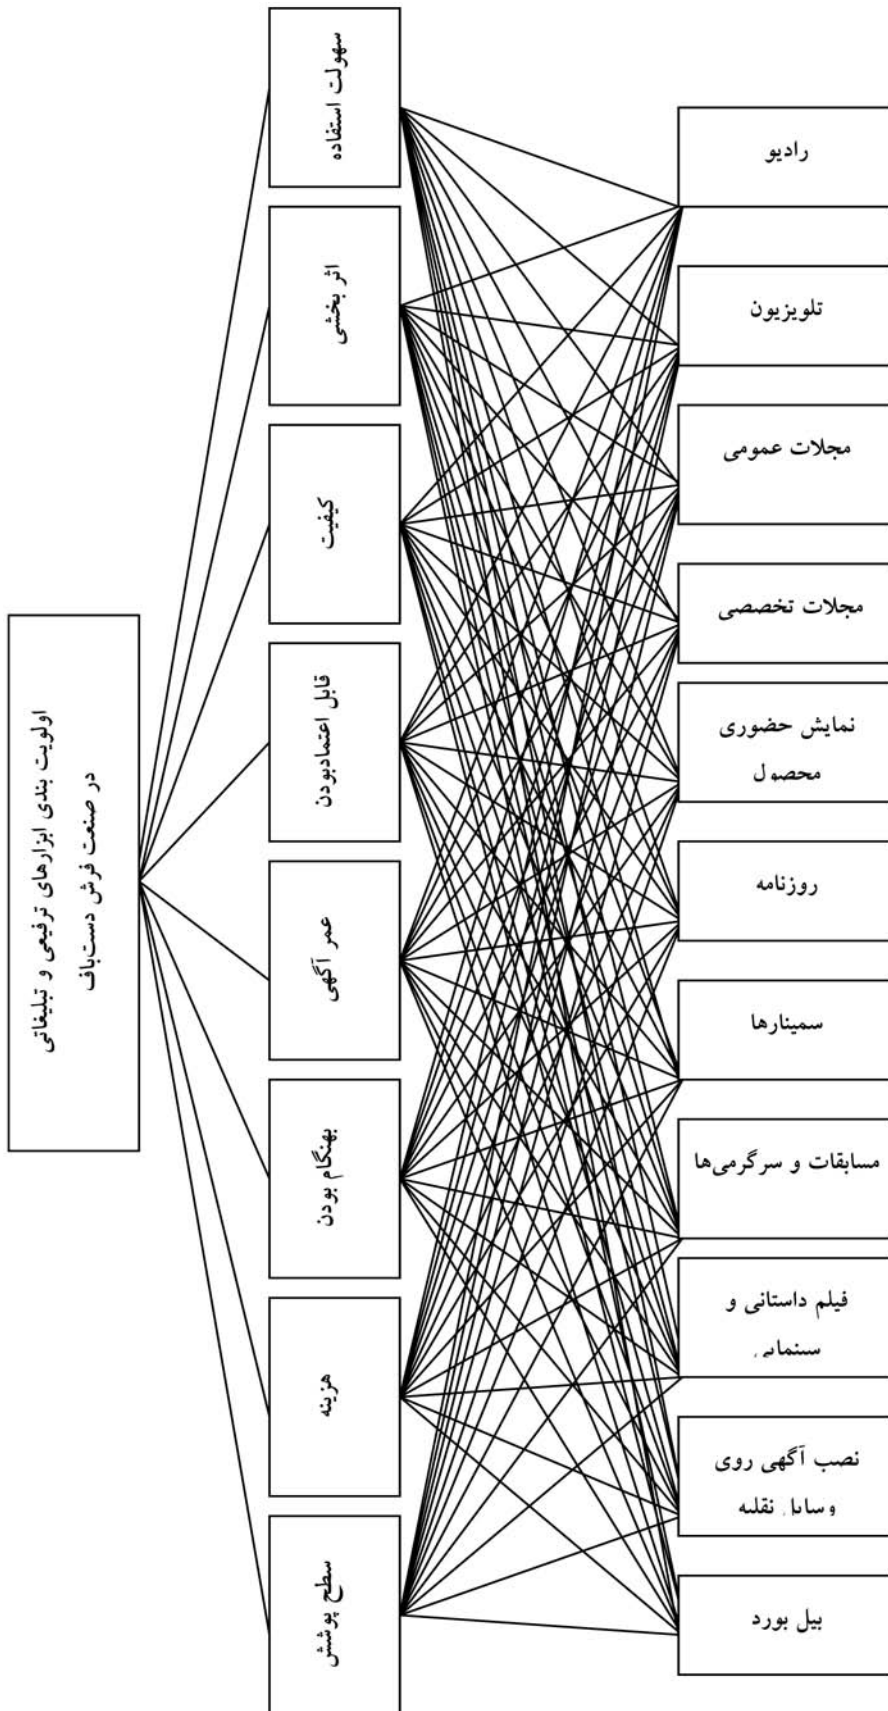 اولویت بندی ابزارهای ترفیعی و تبلیغاتی
در صنعت فرش دست‌باف
سهولت استفاده
اثر بخشی
کیفیت
قابل اعتمادبودن
عمر آگهی
بهنگام بودن
هزینه
سطح پوشش
رادیو
تلویزیون
مجلات عمومی
مجلات تخصصی
نمایش حضوری
محصول
روزنامه
سمینارها
مسابقات و سرگرمی‌ها
فیلم داستانی و
سینمایی
نصب آگهی روی
وسایل نقلیه
بیل بورد